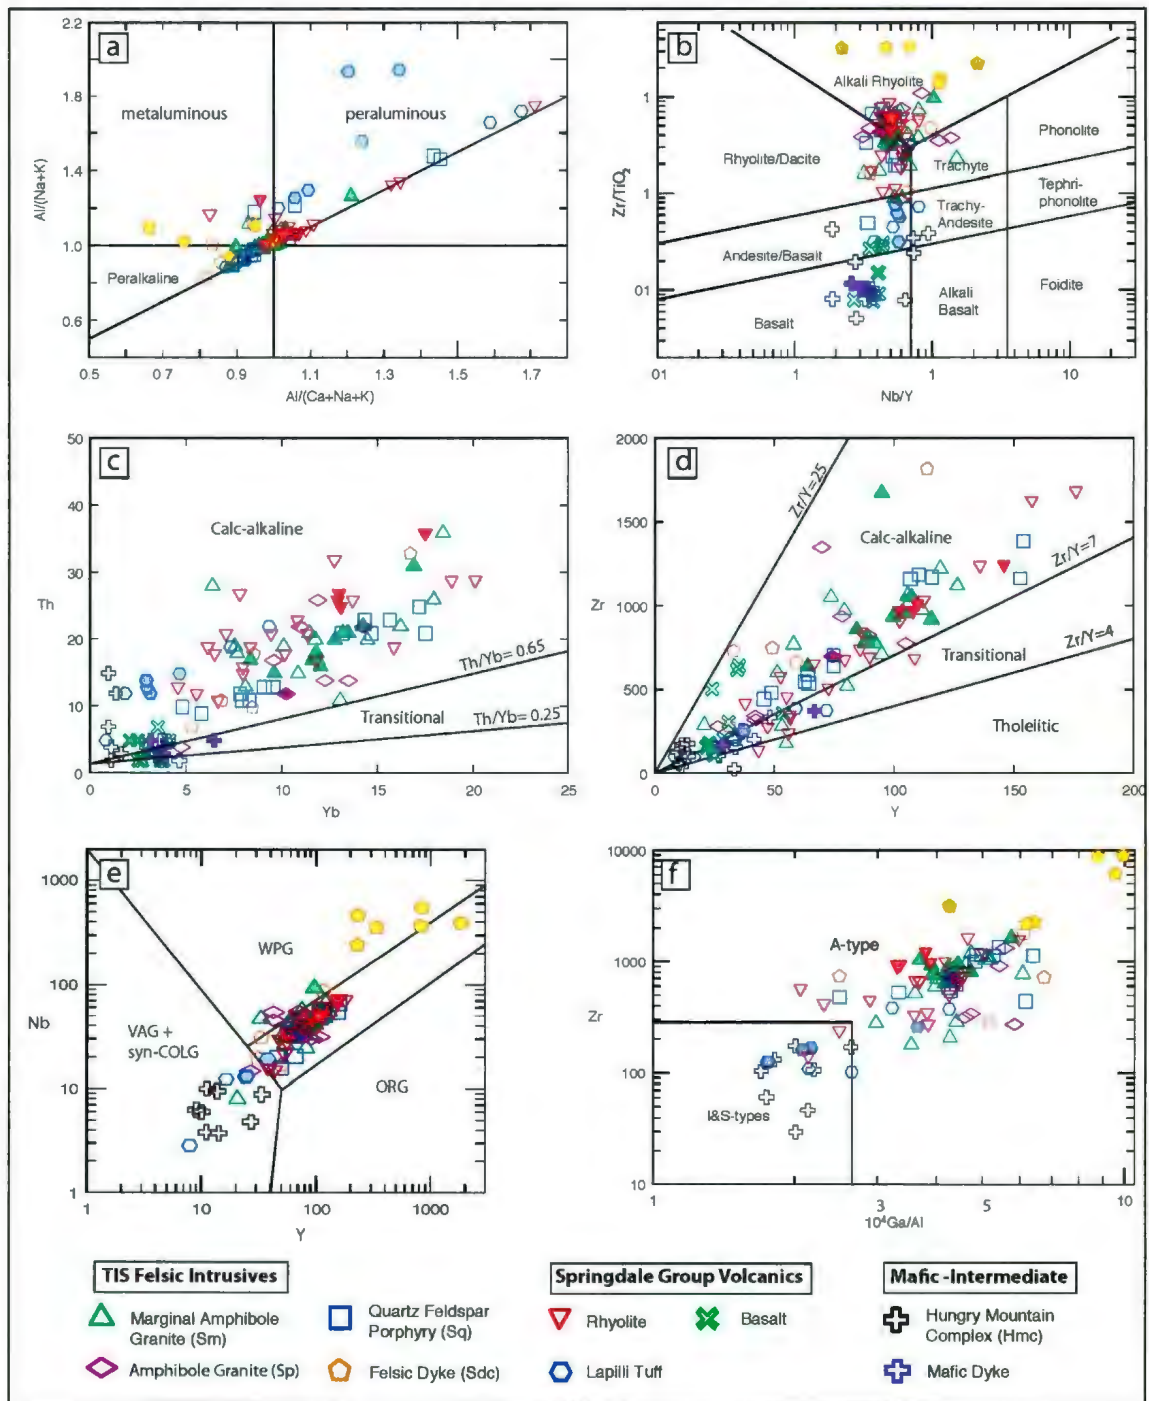 a
2.2
1.8
1.4
1.0
0.6
Al/(Na+K)
metaluminous
peraluminous
Peralkaline
0.5
0.9
1.1
1.3
1.5
1.7
Al/(Ca+Na+K)
b
1
1
01
Zr/TiO2
Alkali Rhyolite
Rhyolite/Dacite
Trachyte
Phonolite
Tephri-
phonolite
Trachy-
Andesite
Andesite/Basalt
Basalt
Alkali
Basalt
Foidite
01
1
1
10
Nb/Y
c
50
40
30
20
10
0
Th
Calc-alkaline
Th/Yb= 0.65
Transitional
Th/Yb= 0.25
0
5
10
15
20
25
Yb
d
2000
1500
1000
500
0
Zr
Zr/Y=25
Calc-alkaline
Zr/Y=7
Transitional
Zr/Y=4
Tholelitic
0
50
100
150
200
Y
e
1000
100
10
1
Nb
WPG
VAG +
syn-COLG
ORG
1
10
100
1000
Y
f
10000
1000
100
10
Zr
A-type
I&S-types
1
3
5
10
10⁴Ga/Al
TIS Felsic Intrusives
Marginal Amphibole
Granite (Sm)
Amphibole Granite (Sp)
Quartz Feldspar
Porphyry (Sq)
Felsic Dyke (Sdc)
Springdale Group Volcanics
Rhyolite
Basalt
Lapilli Tuff
Mafic -Intermediate
Hungry Mountain
Complex (Hmc)
Mafic Dyke